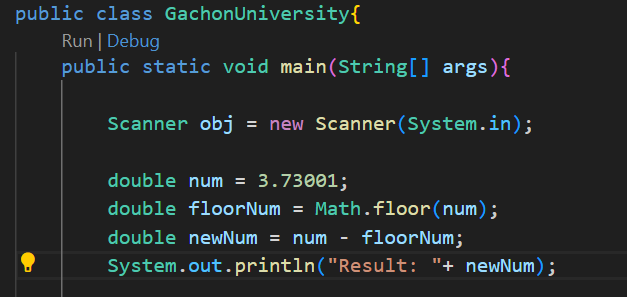 public class GachonUniversity{
Run | Debug
public static void main(String[] args){
Scanner obj = new Scanner(System.in);
double num = 3.73001;
double floorNum = Math.floor(num);
double newNum = num - floorNum;
System.out.println("Result: "+ newNum);